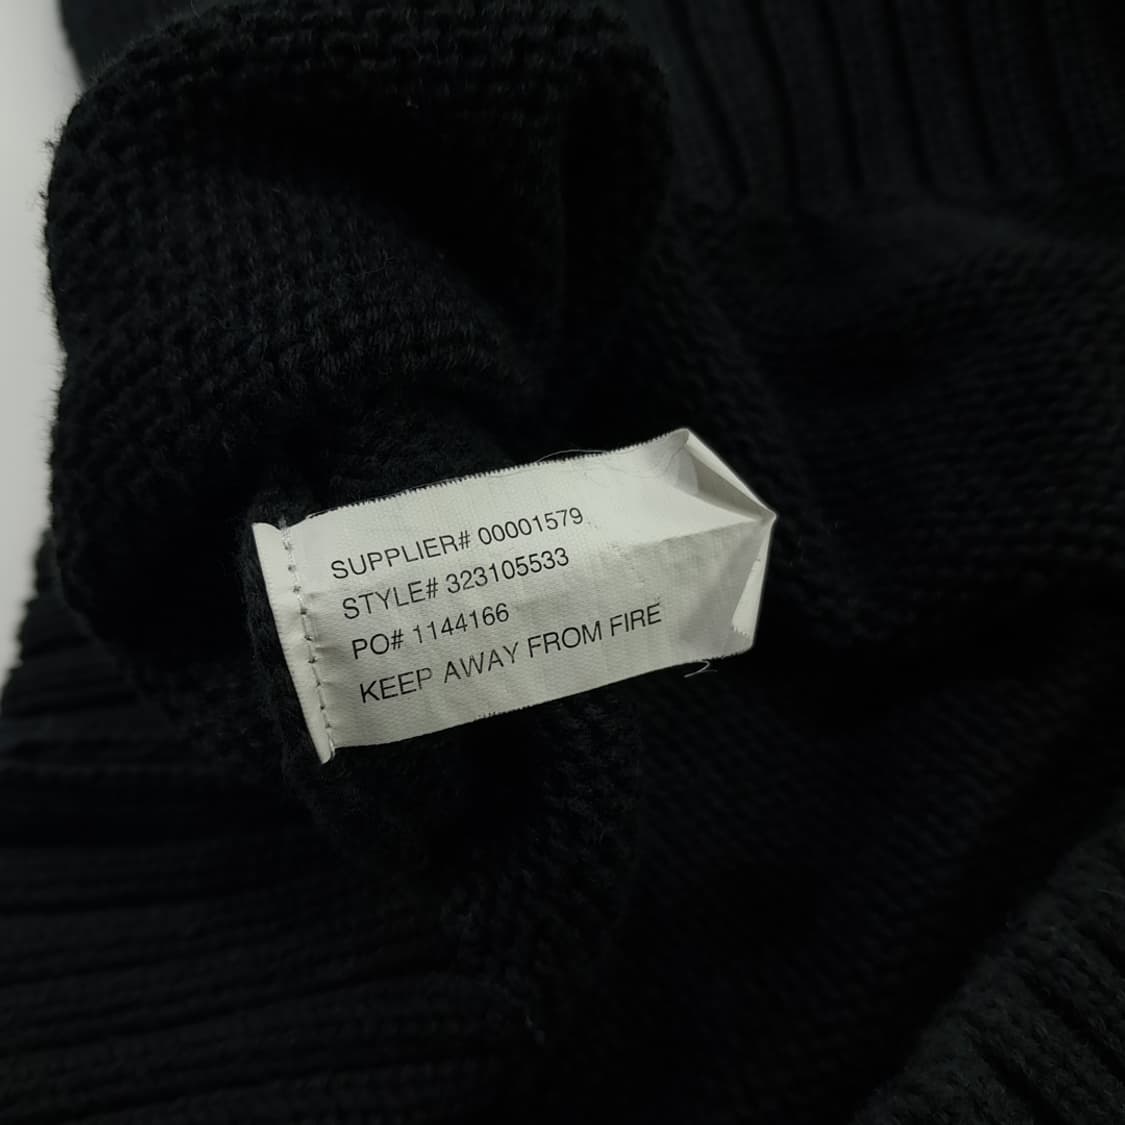 SUPPLIER# 00001579
STYLE# 323105533
PO# 1144166
KEEP AWAY FROM FIRE